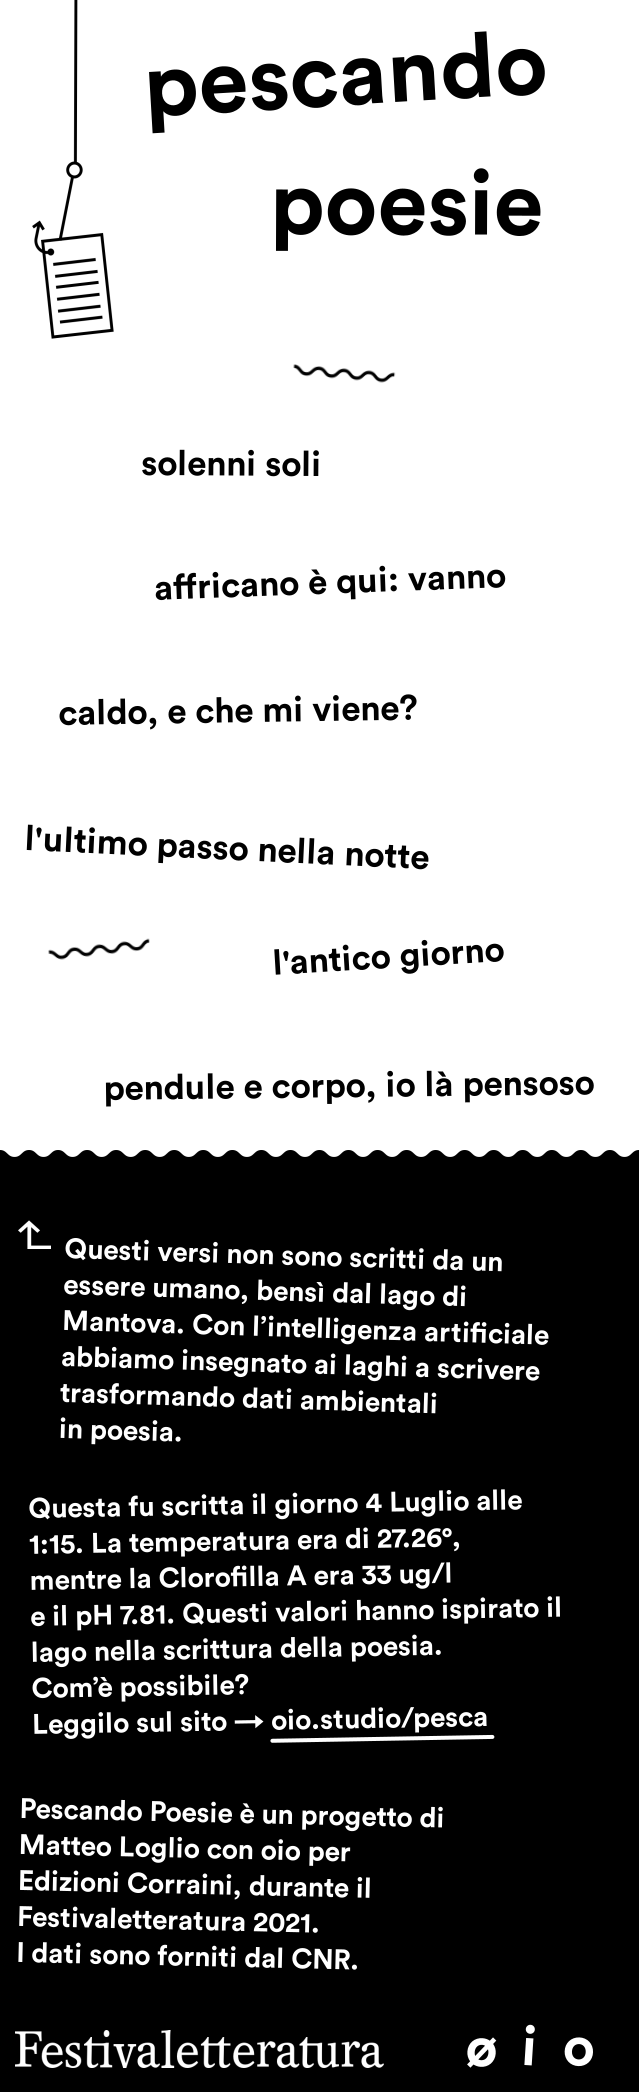 pescando
poesie
solenni soli
affricano è qui: vanno
caldo, e che mi viene?
l'ultimo passo nella notte
l'antico giorno
pendule e corpo, io là pensoso
Questi versi non sono scritti da un
essere umano, bensì dal lago di
Mantova. Con l’intelligenza artificiale
abbiamo insegnato ai laghi a scrivere
trasformando dati ambientali
in poesia.
Questa fu scritta il giorno 4 Luglio alle
1:15. La temperatura era di 27.26°,
mentre la Clorofilla A era 33 ug/l
e il pH 7.81. Questi valori hanno ispirato il
lago nella scrittura della poesia.
Com’è possibile?
Leggilo sul sito → oio.studio/pesca
Pescando Poesie è un progetto di
Matteo Loglio con oio per
Edizioni Corraini, durante il
Festivaletteratura 2021.
I dati sono forniti dal CNR.
Festivaletteratura øio